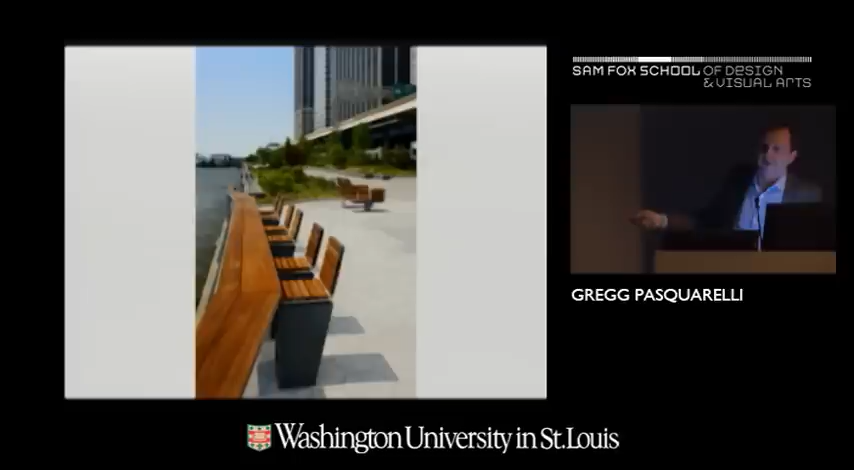 SAM FOX SCHOOL OF DESIGN
& VISUAL ARTS
GREGG PASQUARELLI
Washington University in St. Louis